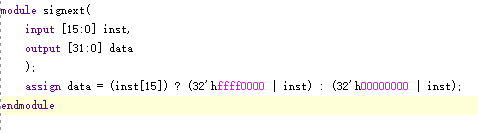 module signext(
input [15:0] inst,
output [31:0] data
);
assign data = (inst[15]) ? (32'hffff0000 | inst) : (32'h00000000 | inst);
endmodule